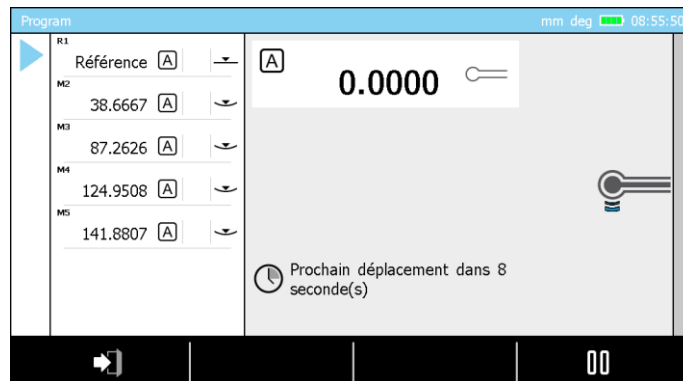 Program
mm deg 08:55:50
R1
Référence A
M2
38.6667 A
M3
87.2626 A
M4
124.9508 A
M5
141.8807 A
A
0.0000
Prochain déplacement dans 8
seconde(s)